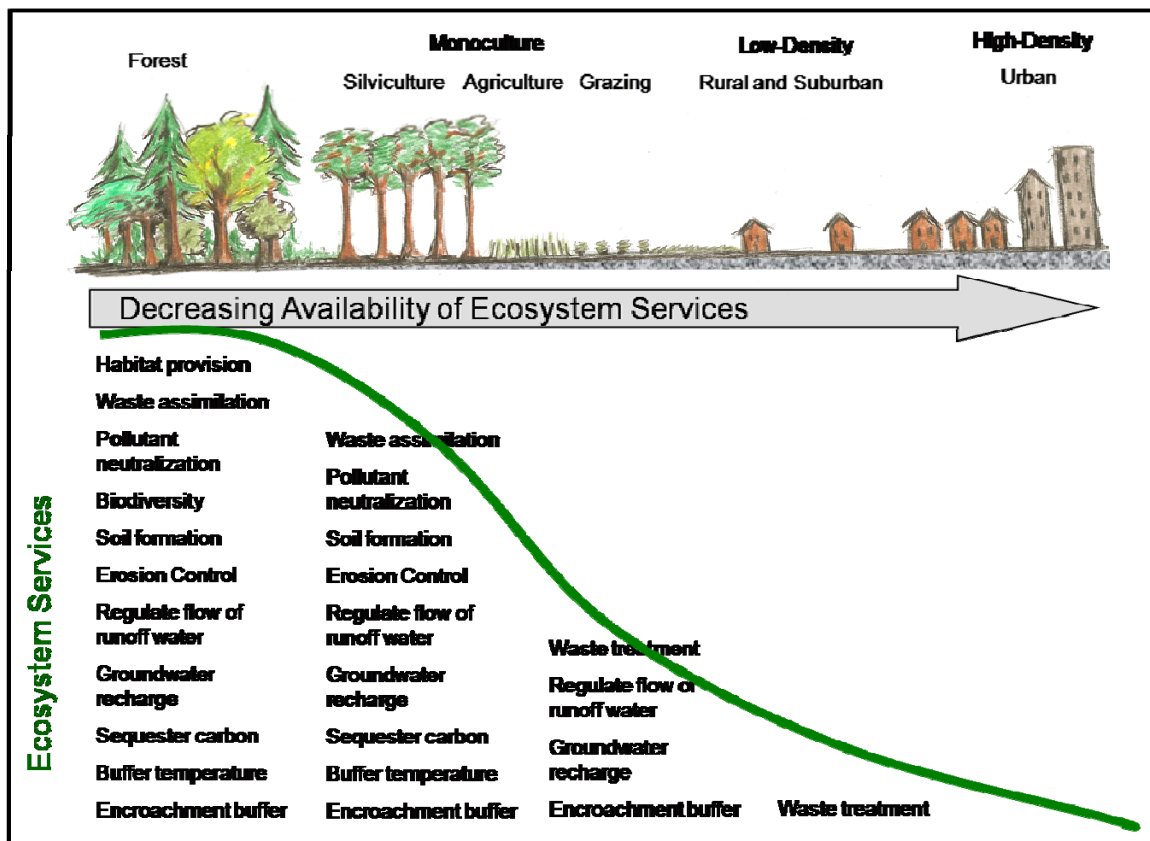 Forest
Monoculture
Silviculture Agriculture Grazing
Low-Density
Rural and Suburban
High-Density
Urban
Decreasing Availability of Ecosystem Services
Ecosystem Services
Habitat provision
Waste assimilation
Pollutant
neutralization
Biodiversity
Soil formation
Erosion Control
Regulate flow of
runoff water
Groundwater
recharge
Sequester carbon
Buffer temperature
Encroachment buffer
Waste assimilation
Pollutant
neutralization
Soil formation
Erosion Control
Regulate flow of
runoff water
Groundwater
recharge
Sequester carbon
Buffer temperature
Encroachment buffer
Waste treatment
Regulate flow of
runoff water
Groundwater
recharge
Encroachment buffer
Waste treatment